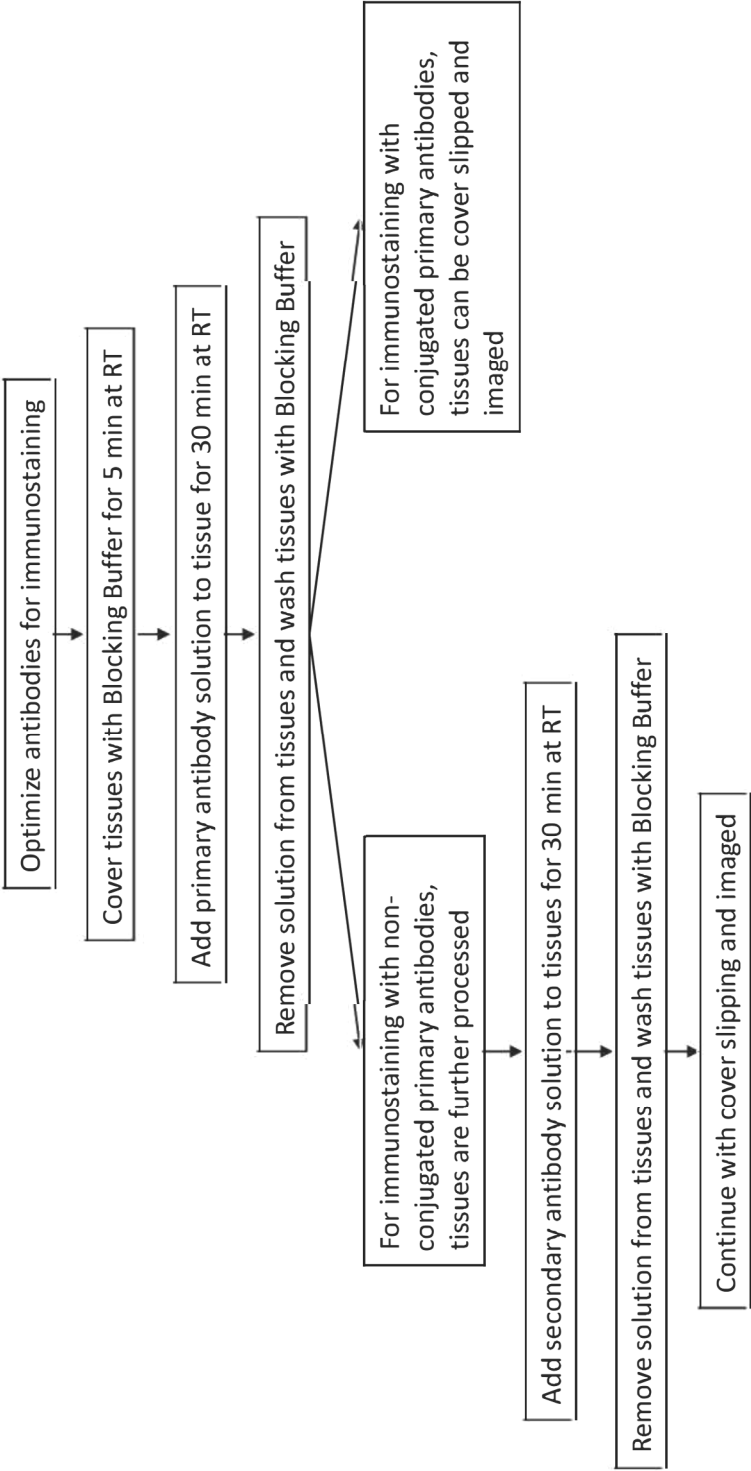 Optimize antibodies for immunostaining
Cover tissues with Blocking Buffer for 5 min at RT
Add primary antibody solution to tissue for 30 min at RT
Remove solution from tissues and wash tissues with Blocking Buffer
For immunostaining with non-
conjugated primary antibodies,
tissues are further processed
For immunostaining with
conjugated primary antibodies,
tissues can be cover slipped and
imaged
Add secondary antibody solution to tissues for 30 min at RT
Remove solution from tissues and wash tissues with Blocking Buffer
Continue with cover slipping and imaged